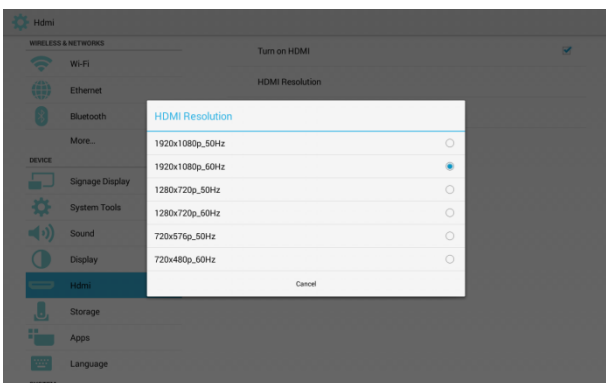 Hdmi
WIRELESS & NETWORKS
Wi-Fi
Ethernet
Bluetooth
More...
DEVICE
Signage Display
System Tools
Sound
Display
Hdmi
Storage
Apps
Language
Turn on HDMI
HDMI Resolution
HDMI Resolution
1920x1080p_50Hz
1920x1080p_60Hz
1280x720p_50Hz
1280x720p_60Hz
720x576p_50Hz
720x480p_60Hz
Cancel